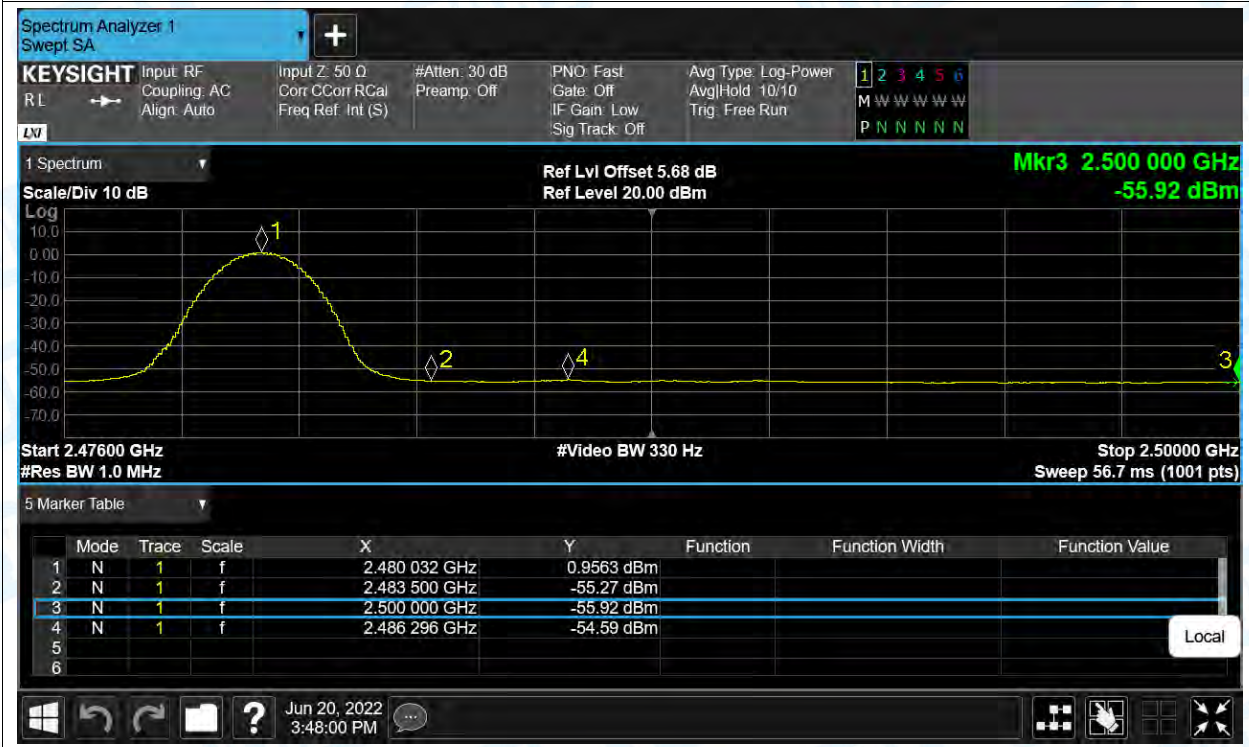 Spectrum Analyzer 1
Swept SA
+
KEYSIGHT
RL
LXI
Input: RF
Coupling: AC
Align: Auto
Input Z: 50 Ω
Corr CCorr RCal
Freq Ref: Int (S)
#Atten: 30 dB
Preamp: Off
PNO: Fast
Gate: Off
IF Gain: Low
Sig Track: Off
Avg Type: Log-Power
Avg|Hold: 10/10
Trig: Free Run
1 2 3 4 5 6
M W W W W W
P N N N N N
1 Spectrum
Scale/Div 10 dB
Ref Lvl Offset 5.68 dB
Ref Level 20.00 dBm
Mkr3 2.500 000 GHz
-55.92 dBm
Log
10.0
0.00
-10.0
-20.0
-30.0
-40.0
-50.0
-60.0
-70.0
1
2
4
3
Start 2.47600 GHz
#Res BW 1.0 MHz
#Video BW 330 Hz
Stop 2.50000 GHz
Sweep 56.7 ms (1001 pts)
5 Marker Table
Mode Trace Scale X Y Function Function Width Function Value
1 N 1 f 2.480 032 GHz 0.9563 dBm
2 N 1 f 2.483 500 GHz -55.27 dBm
3 N 1 f 2.500 000 GHz -55.92 dBm
4 N 1 f 2.486 296 GHz -54.59 dBm
5
6
Local
?
Jun 20, 2022
3:48:00 PM